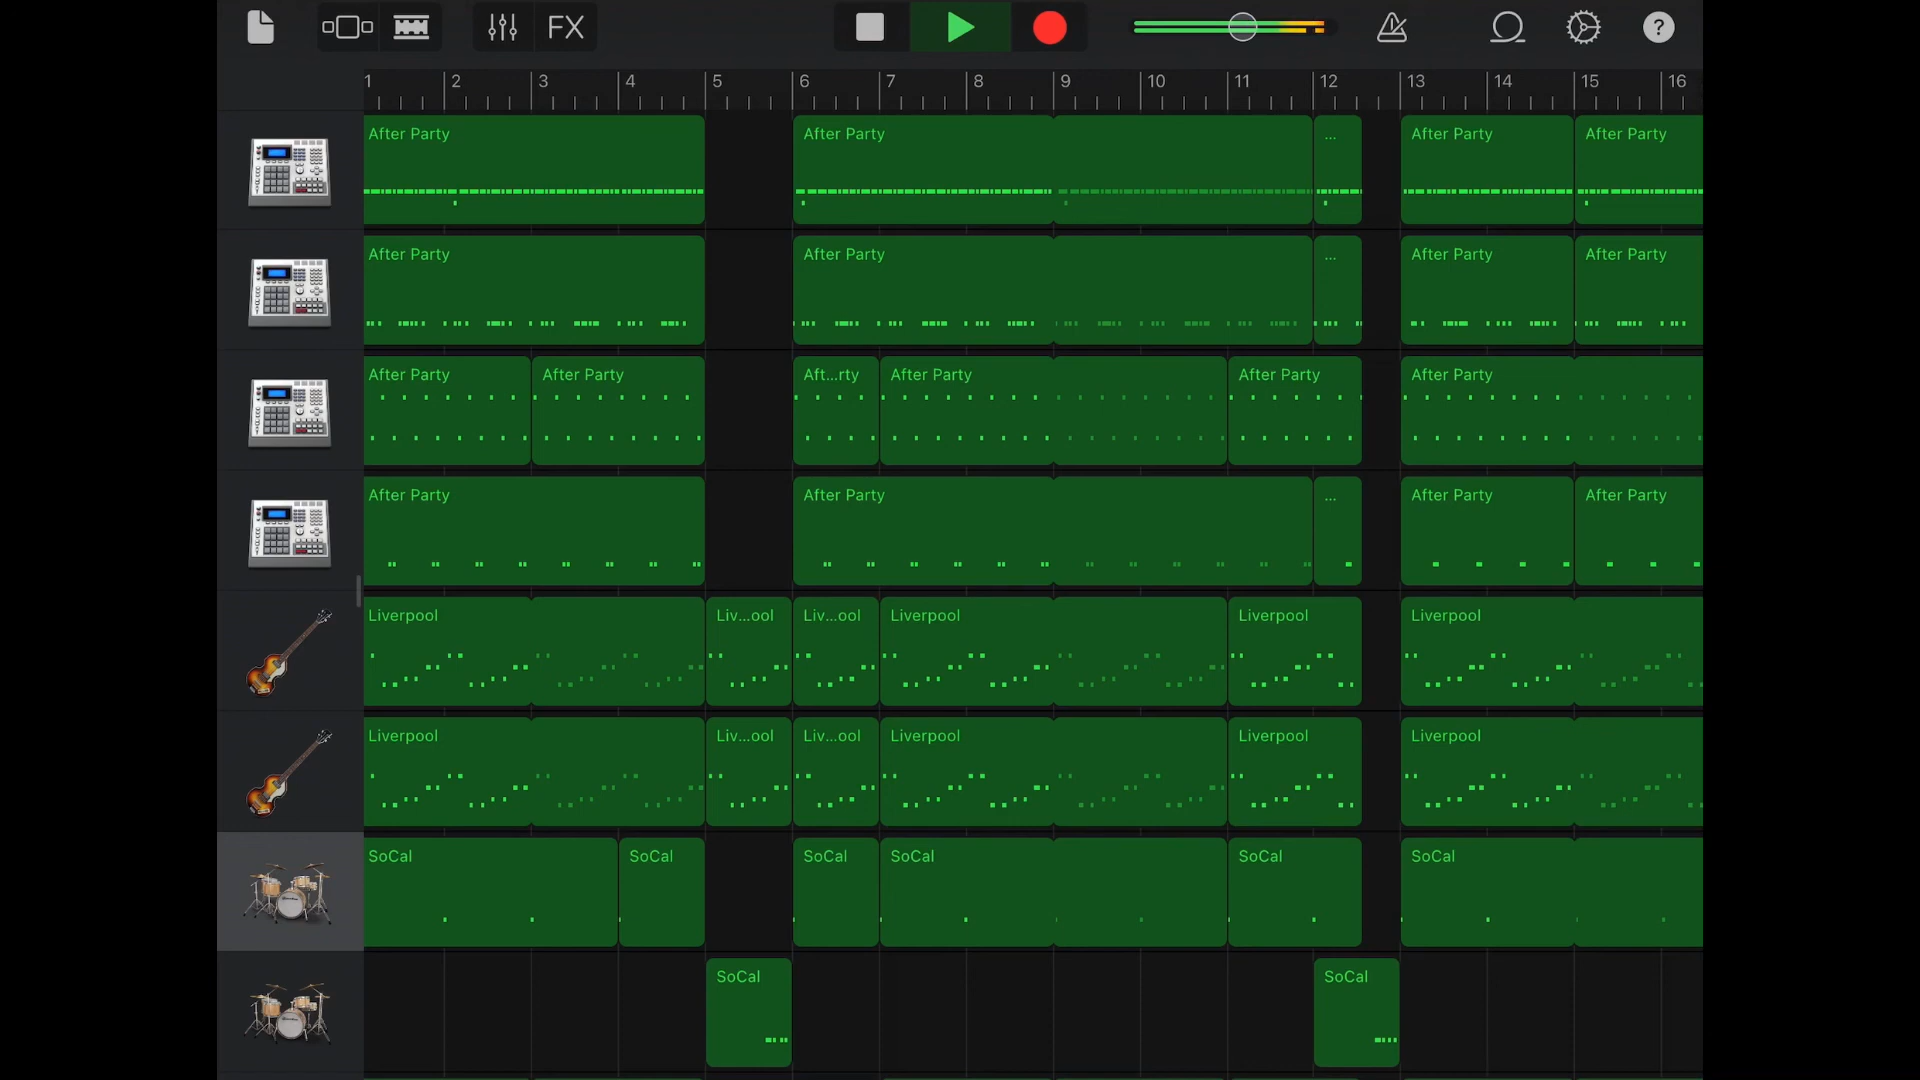 FX ?
1 2 3 4 5 6 7 8 9 10 11 12 13 14 15 16
After Party After Party ... After Party After Party
After Party After Party ... After Party After Party
After Party After Party Aft...rty After Party After Party After Party
After Party After Party ... After Party After Party
Liverpool Liv...ool Liv...ool Liverpool Liverpool Liverpool
Liverpool Liv...ool Liv...ool Liverpool Liverpool Liverpool
SoCal SoCal SoCal SoCal SoCal SoCal
SoCal SoCal